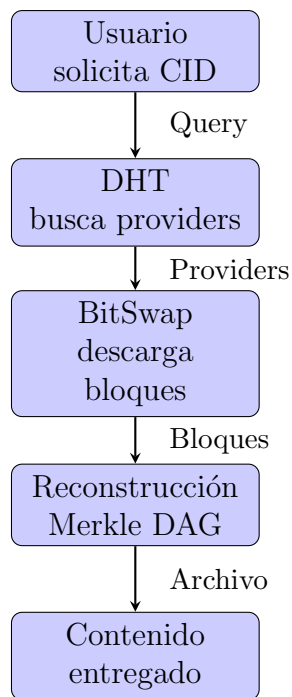 Usuario
solicita CID
Query
DHT
busca providers
Providers
BitSwap
descarga
bloques
Bloques
Reconstrucción
Merkle DAG
Archivo
Contenido
entregado